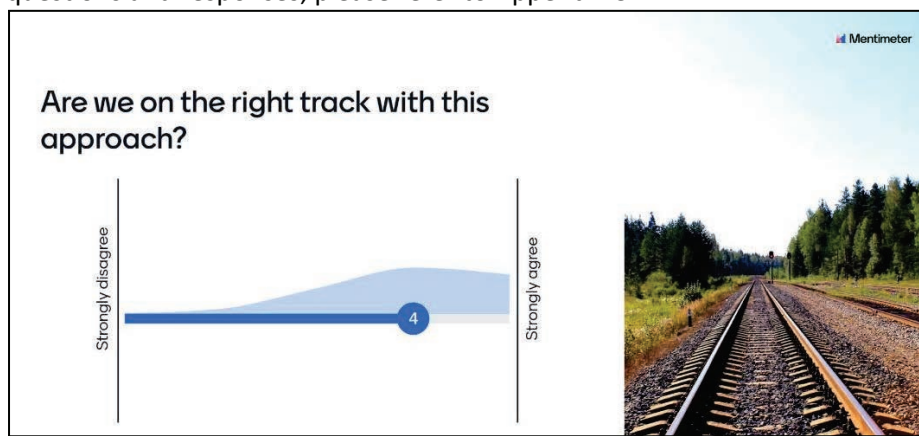 Mentimeter
Are we on the right track with this
approach?
Strongly disagree
4
Strongly agree